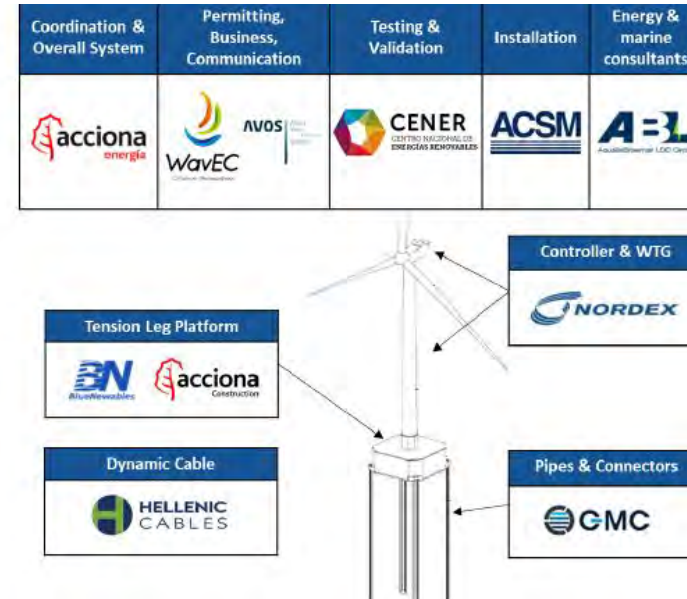 Coordination &
Overall System
Permitting,
Business,
Communication
Testing &
Validation
Installation
Energy &
marine
consultants
acciona
energía
WavEC
AVOS
CENER
CENTRO NACIONAL DE
ENERGÍAS RENOVABLES
ACSM
ABL
Controller & WTG
NORDEX
Tension Leg Platform
BN
BlueNewables
acciona
Construction
Dynamic Cable
HELLENIC
CABLES
Pipes & Connectors
GMC